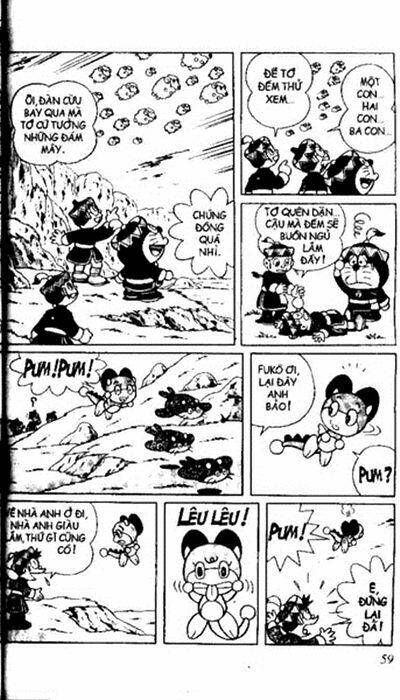 ÔI, ĐÀN CỪU
BAY QUA MÀ
TỚ CỨ TƯỞNG
NHỮNG ĐÁM
MÂY.
CHÚNG
ĐÔNG
QUÁ
NHỈ.
ĐỂ TỚ
ĐẾM THỬ
XEM...
MỘT
CON...
HAI
CON...
BA CON...
TỚ QUÊN DẶN...
CẬU MÀ ĐẾM SẼ
BUỒN NGỦ
LẮM
ĐẤY!
PUM!PUM!
FUKÔ ƠI,
LẠI ĐÂY
ANH
BẢO!
PUM?
VỀ NHÀ ANH Ở ĐI,
NHÀ ANH GIÀU
LẮM, THỨ GÌ CŨNG
CÓ!
LÊU LÊU!
PUM!
Ê,
ĐỨNG
LẠI
ĐÃ!
59